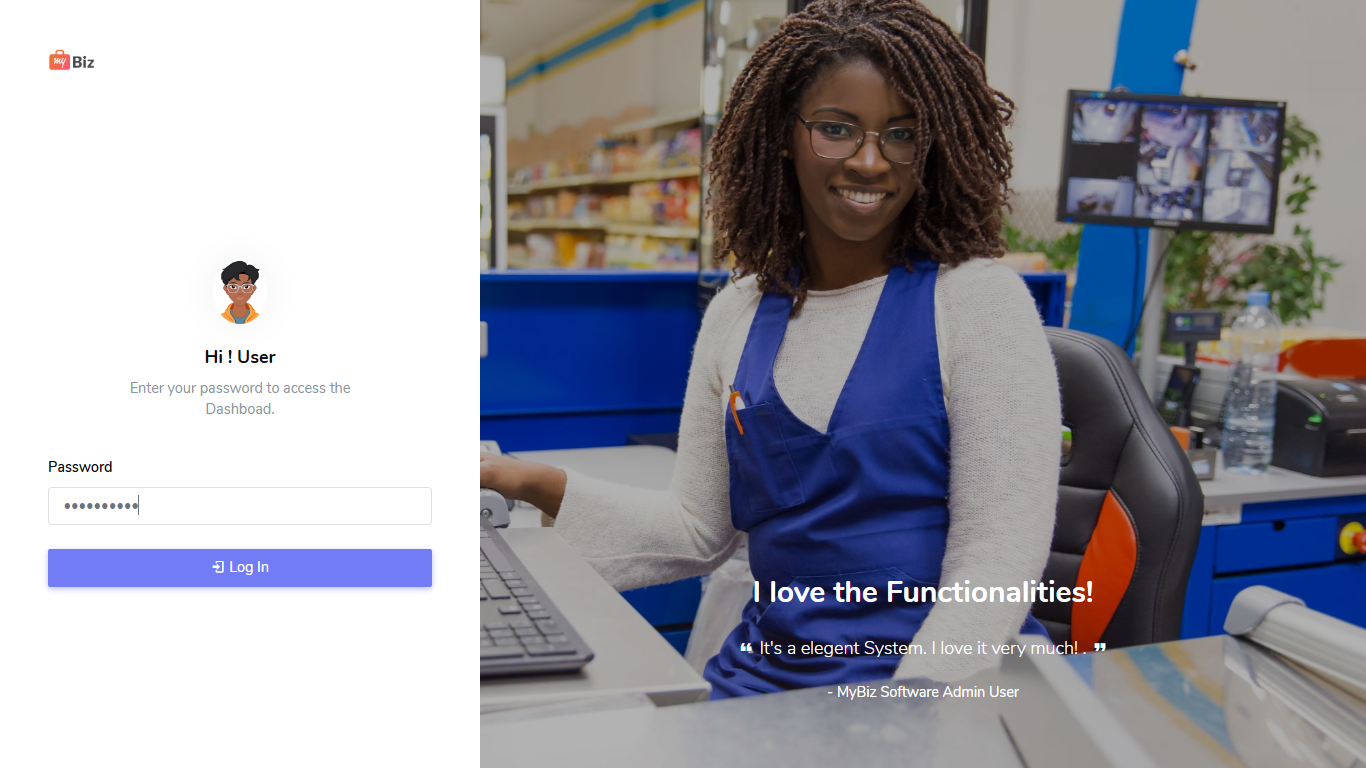 my Biz
Hi ! User
Enter your password to access the
Dashboad.
Password
••••••••••
Log In
I love the Functionalities!
❝ It's a elegent System. I love it very much! . ❞
- MyBiz Software Admin User